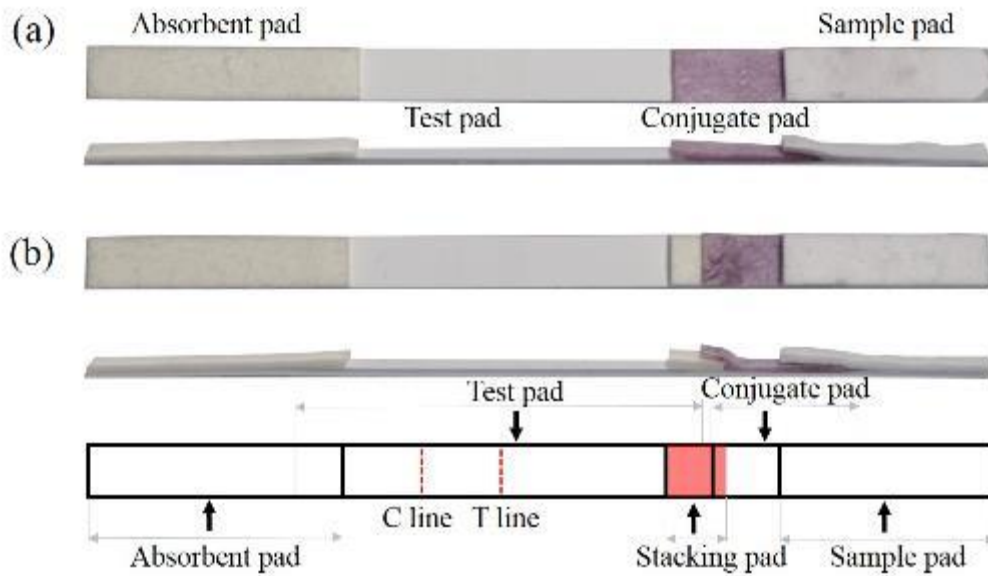 (a)
Absorbent pad
Sample pad
Test pad
Conjugate pad
(b)
Test pad
Conjugate pad
C line
T line
Absorbent pad
Stacking pad
Sample pad